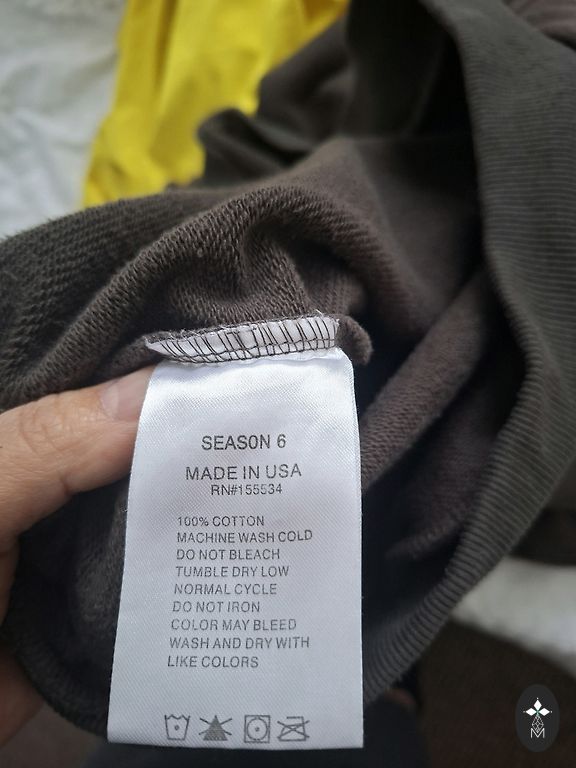 SEASON 6
MADE IN USA
RN#155534
100% COTTON
MACHINE WASH COLD
DO NOT BLEACH
TUMBLE DRY LOW
NORMAL CYCLE
DO NOT IRON
COLOR MAY BLEED
WASH AND DRY WITH
LIKE COLORS